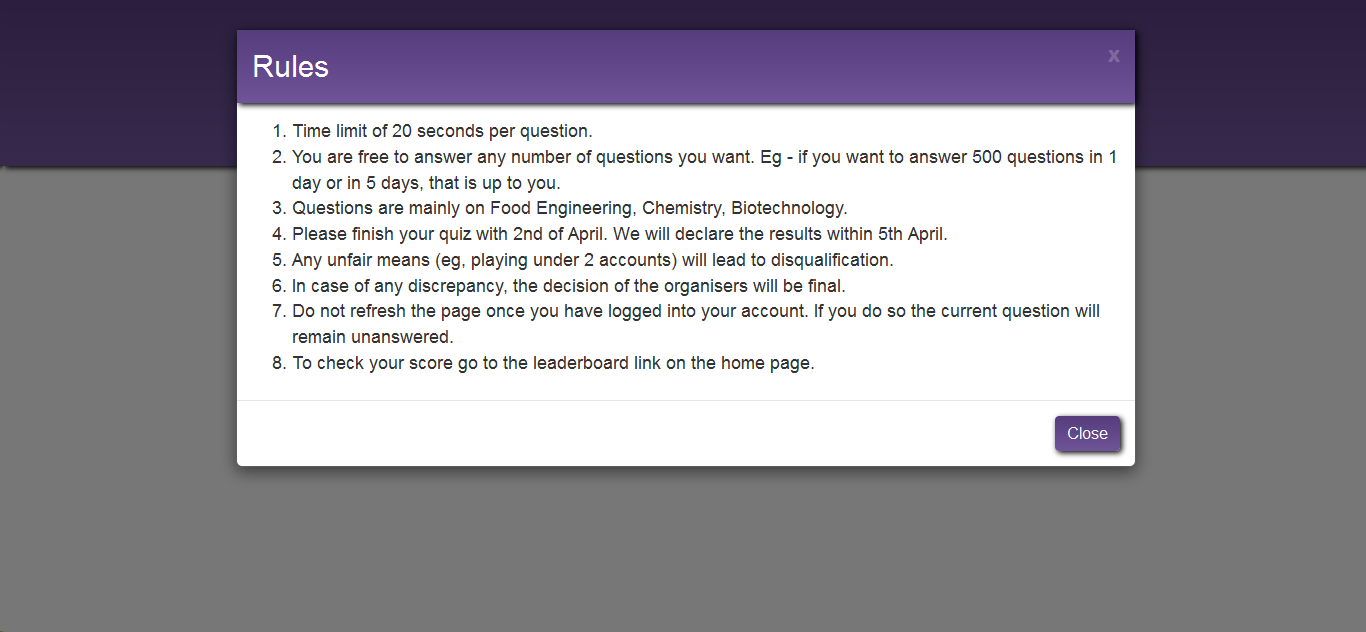 Rules
x
1. Time limit of 20 seconds per question.
2. You are free to answer any number of questions you want. Eg - if you want to answer 500 questions in 1
day or in 5 days, that is up to you.
3. Questions are mainly on Food Engineering, Chemistry, Biotechnology.
4. Please finish your quiz with 2nd of April. We will declare the results within 5th April.
5. Any unfair means (eg, playing under 2 accounts) will lead to disqualification.
6. In case of any discrepancy, the decision of the organisers will be final.
7. Do not refresh the page once you have logged into your account. If you do so the current question will
remain unanswered.
8. To check your score go to the leaderboard link on the home page.
Close